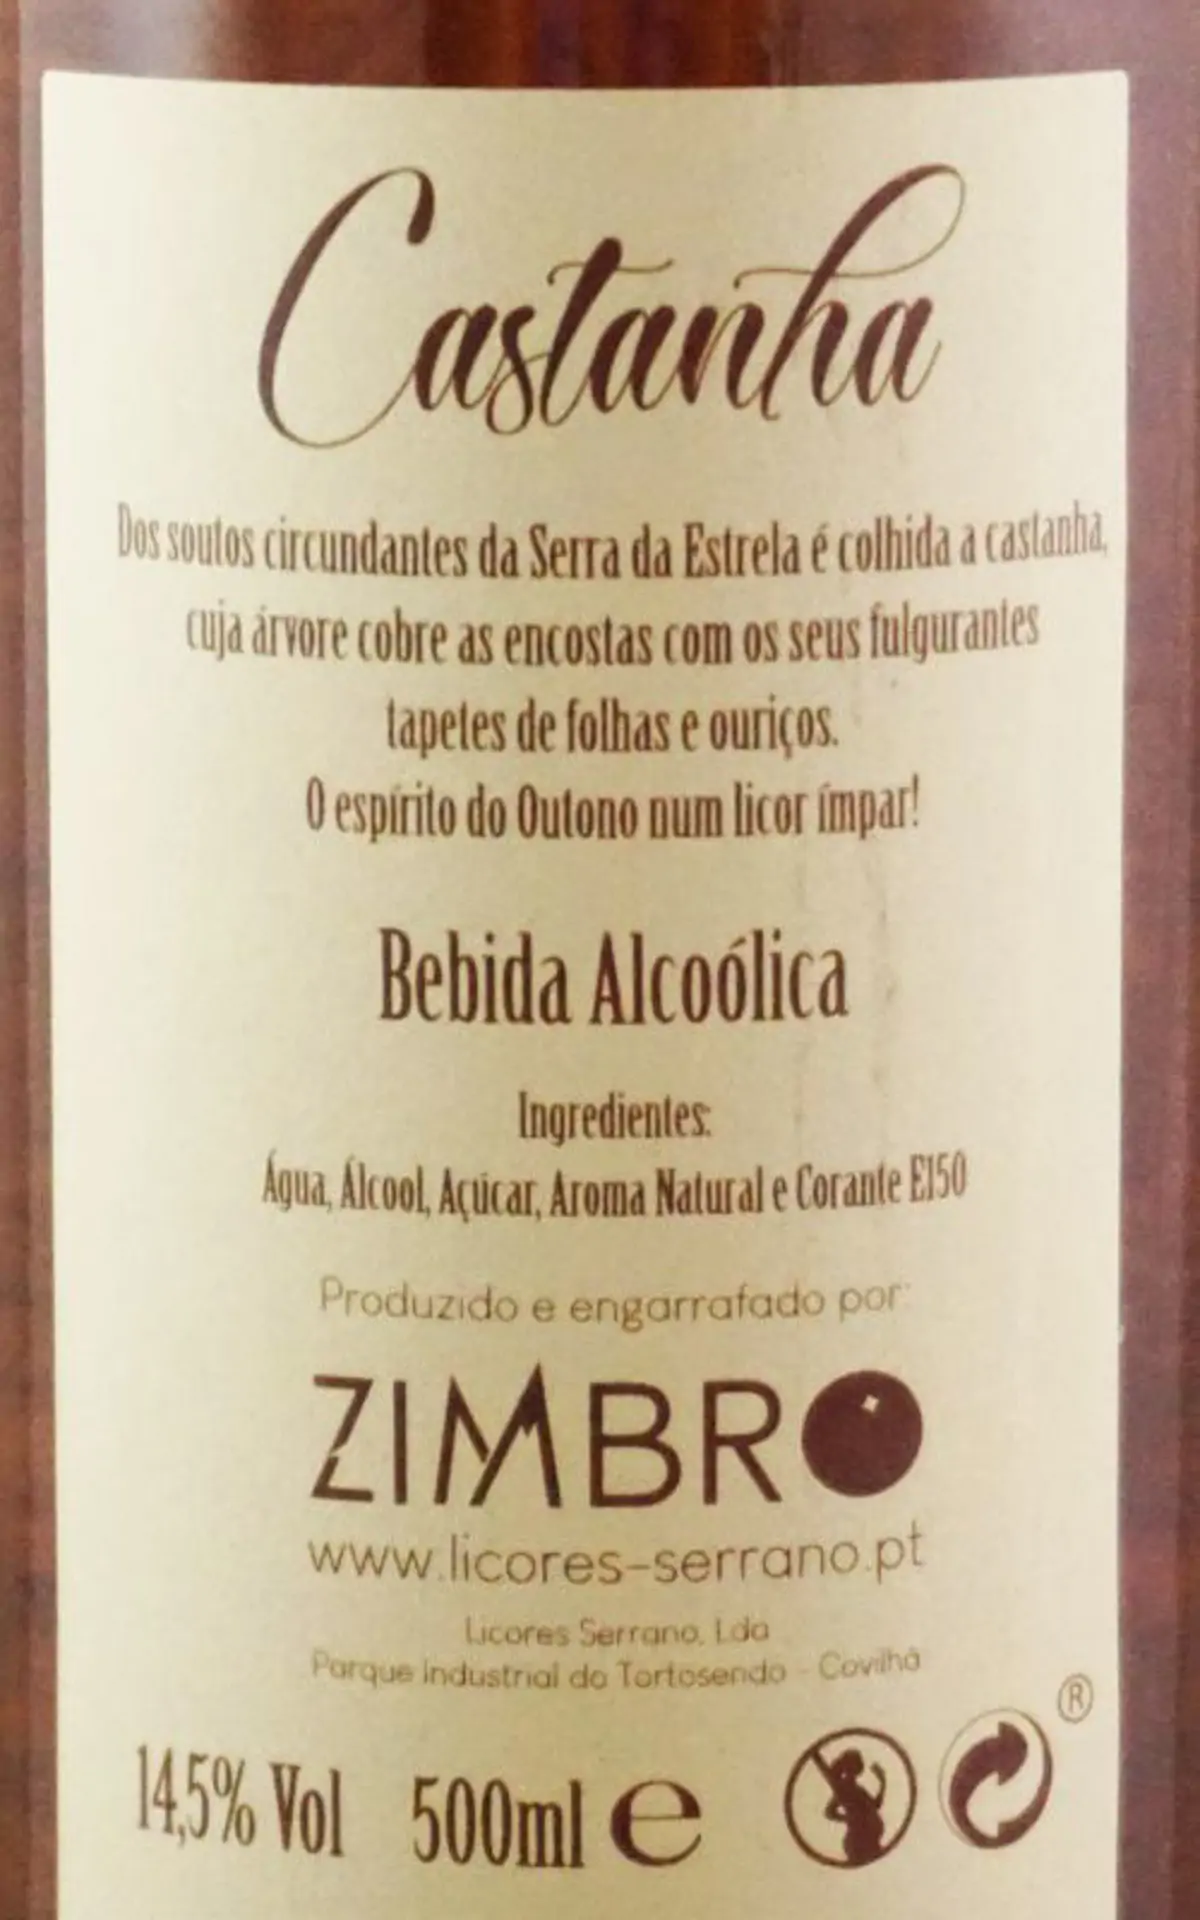 Castanha
Dos soutos circundantes da Serra da Estrela é colhida a castanha,
cuja árvore cobre as encostas com os seus fulgurantes
tapetes de folhas e ouriços.
O espírito do Outono num licor ímpar!
Bebida Alcoólica
Ingredientes:
Água, Álcool, Açúcar, Aroma Natural e Corante E150
Produzido e engarrafado por:
ZIMBRO
www.licores-serrano.pt
Licores Serrano, Lda
Parque industrial do Tortosendo - Covilhã
14,5% Vol 500ml e ®